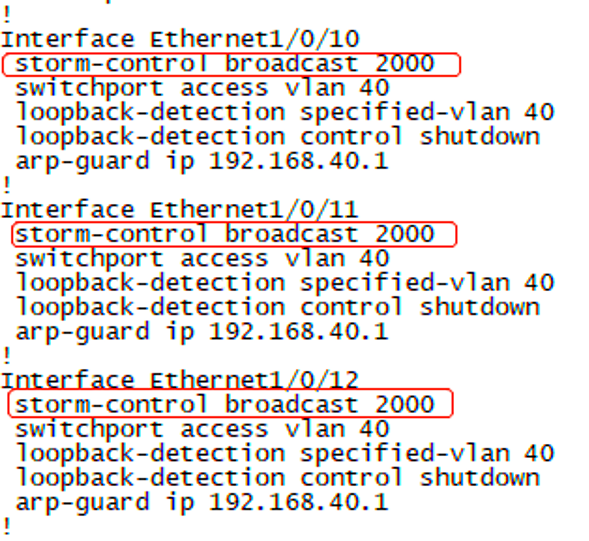 !
Interface Ethernet1/0/10
storm-control broadcast 2000
switchport access vlan 40
loopback-detection specified-vlan 40
loopback-detection control shutdown
arp-guard ip 192.168.40.1
!
Interface Ethernet1/0/11
storm-control broadcast 2000
switchport access vlan 40
loopback-detection specified-vlan 40
loopback-detection control shutdown
arp-guard ip 192.168.40.1
!
Interface Ethernet1/0/12
storm-control broadcast 2000
switchport access vlan 40
loopback-detection specified-vlan 40
loopback-detection control shutdown
arp-guard ip 192.168.40.1
!